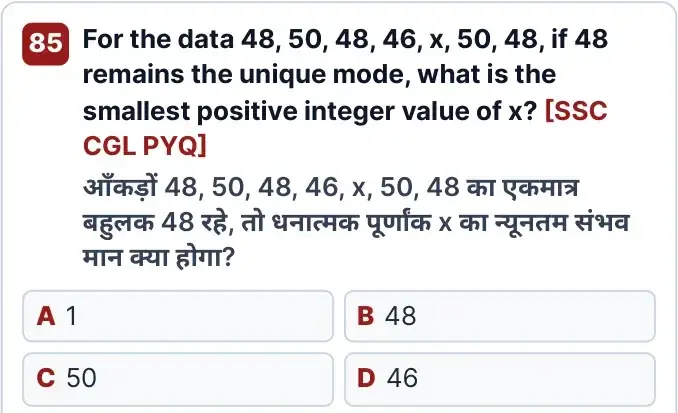 85 For the data 48, 50, 48, 46, x, 50, 48, if 48
remains the unique mode, what is the
smallest positive integer value of x? [SSC
CGL PYQ]
आँकड़ों 48, 50, 48, 46, x, 50, 48 का एकमात्र
बहुलक 48 रहे, तो धनात्मक पूर्णांक x का न्यूनतम संभव
मान क्या होगा?
A 1
B 48
C 50
D 46